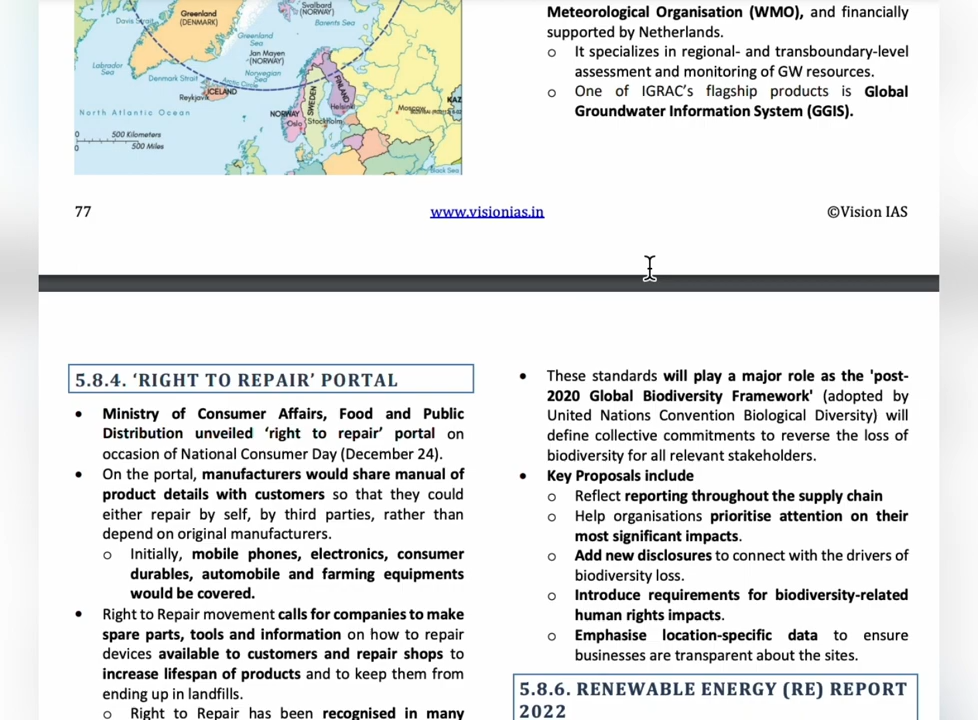 Svalbard
(NORWAY)
Greenland
(DENMARK)
Davis Strait
Barents Sea
Greenland
Sea
Jan Mayen
(NORWAY)
Labrador
Sea
Denmark Strait
Arctic Circle
Norwegian
Sea
Reykjavik
ICELAND
FINLAND
SWEDEN
NORWAY
Helsinki
Oslo
Stockholm
Moscow
KAZ
North Atlantic Ocean
0 500 Kilometers
0 500 Miles
Black Sea
Meteorological Organisation (WMO), and financially
supported by Netherlands.
o It specializes in regional- and transboundary-level
assessment and monitoring of GW resources.
o One of IGRAC's flagship products is Global
Groundwater Information System (GGIS).
77 www.visionias.in ©Vision IAS
5.8.4. ‘RIGHT TO REPAIR’ PORTAL
• Ministry of Consumer Affairs, Food and Public
Distribution unveiled ‘right to repair’ portal on
occasion of National Consumer Day (December 24).
• On the portal, manufacturers would share manual of
product details with customers so that they could
either repair by self, by third parties, rather than
depend on original manufacturers.
o Initially, mobile phones, electronics, consumer
durables, automobile and farming equipments
would be covered.
• Right to Repair movement calls for companies to make
spare parts, tools and information on how to repair
devices available to customers and repair shops to
increase lifespan of products and to keep them from
ending up in landfills.
o Right to Repair has been recognised in many
• These standards will play a major role as the 'post-
2020 Global Biodiversity Framework' (adopted by
United Nations Convention Biological Diversity) will
define collective commitments to reverse the loss of
biodiversity for all relevant stakeholders.
• Key Proposals include
o Reflect reporting throughout the supply chain
o Help organisations prioritise attention on their
most significant impacts.
o Add new disclosures to connect with the drivers of
biodiversity loss.
o Introduce requirements for biodiversity-related
human rights impacts.
o Emphasise location-specific data to ensure
businesses are transparent about the sites.
5.8.6. RENEWABLE ENERGY (RE) REPORT
2022